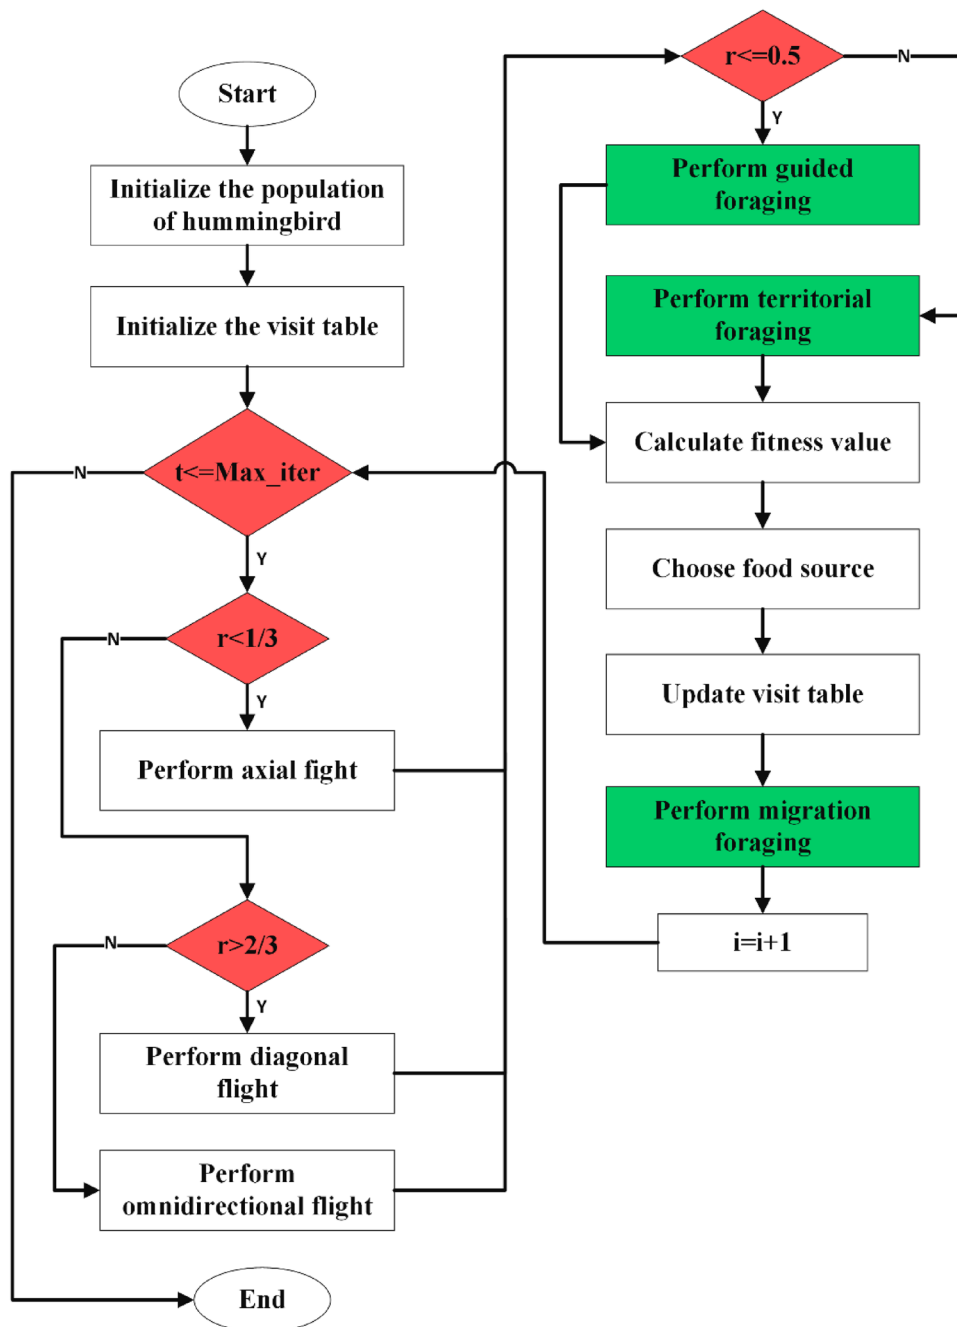 Start
Initialize the population
of hummingbird
Initialize the visit table
t<=Max_iter
N
Y
r<1/3
N
Y
Perform axial fight
r>2/3
N
Y
Perform diagonal
flight
Perform
omnidirectional flight
End
r<=0.5
N
Y
Perform guided
foraging
Perform territorial
foraging
Calculate fitness value
Choose food source
Update visit table
Perform migration
foraging
i=i+1